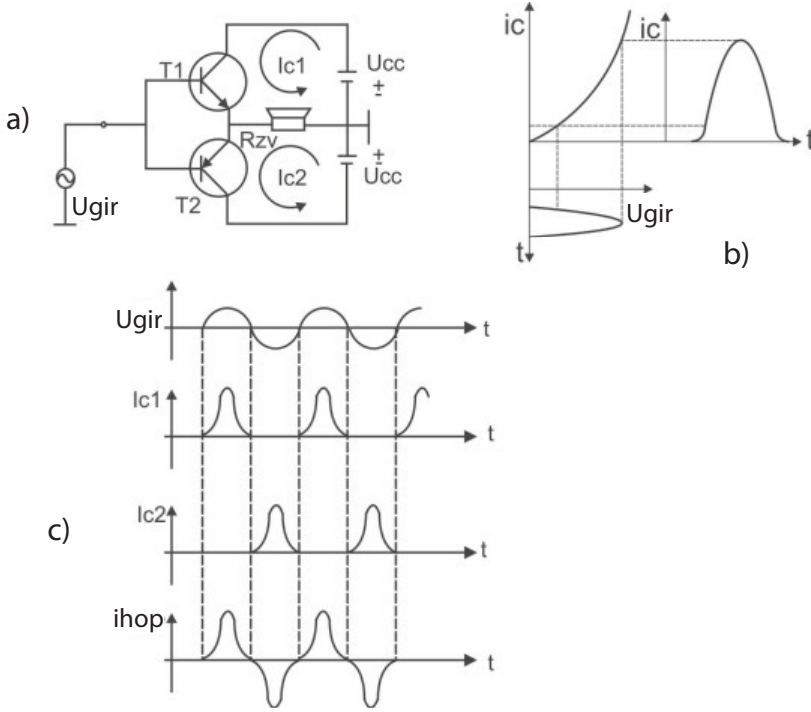 a)
T1
Ic1
Ucc
±
Rzv
±
Ucc
Ic2
T2
Ugir
ic
ic
t
Ugir
t
b)
Ugir
t
Ic1
t
c)
Ic2
t
ihop
t